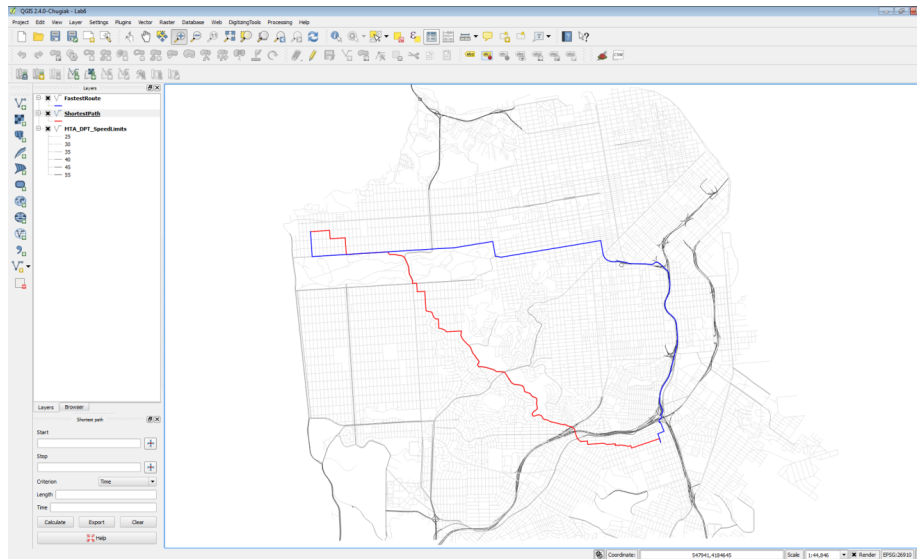 QGIS 2.4.0-Chugiak - Lab6
Project Edit View Layer Settings Plugins Vector Raster Database Web DigitizingTools Processing Help
Layers
FastestRoute
ShortestPath
MTA_DPT_SpeedLimits
25
30
35
40
45
55
Layers Browser
Shortest path
Start
Stop
Criterion Time
Length
Time
Calculate Export Clear
Help
Coordinate: 547941,4184645 Scale 1:44,846 Render EPSG:26910